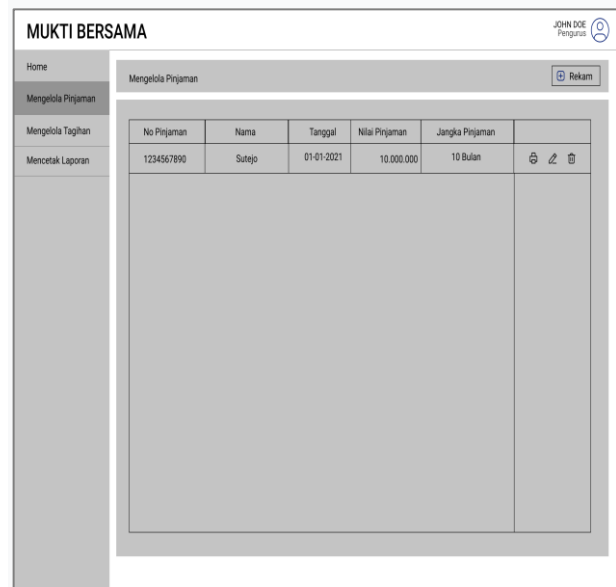 MUKTI BERSAMA
JOHN DOE
Pengurus
Home
Mengelola Pinjaman
Mengelola Tagihan
Mencetak Laporan
Mengelola Pinjaman
Rekam
No Pinjaman Nama Tanggal Nilai Pinjaman Jangka Pinjaman
1234567890 Sutejo 01-01-2021 10.000.000 10 Bulan